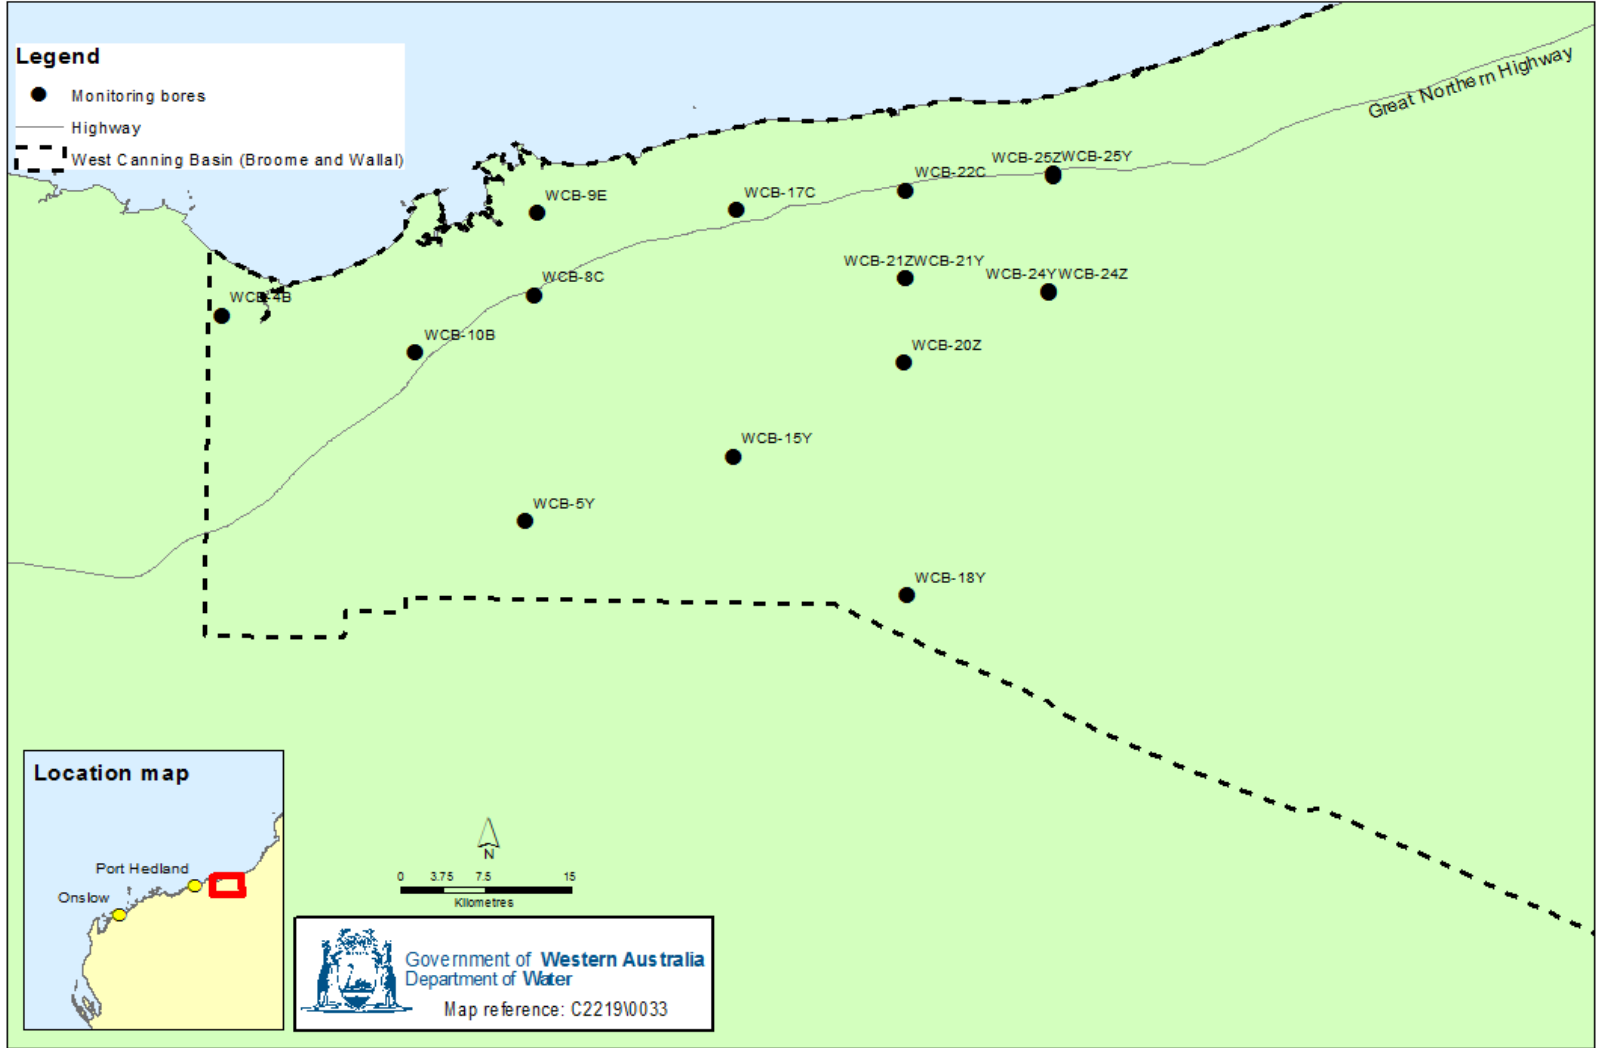 Legend
Monitoring bores
Highway
West Canning Basin (Broome and Wallal)
Great Northern Highway
WCB-25ZWCB-25Y
WCB-22C
WCB-9E
WCB-17C
WCB-21ZWCB-21Y
WCB-24YWCB-24Z
WCB-8C
WCB-4B
WCB-10B
WCB-20Z
WCB-15Y
WCB-5Y
WCB-18Y
Location map
Port Hedland
Onslow
N
0 3.75 7.5 15
Kilometres
Government of Western Australia
Department of Water
Map reference: C2219\0033